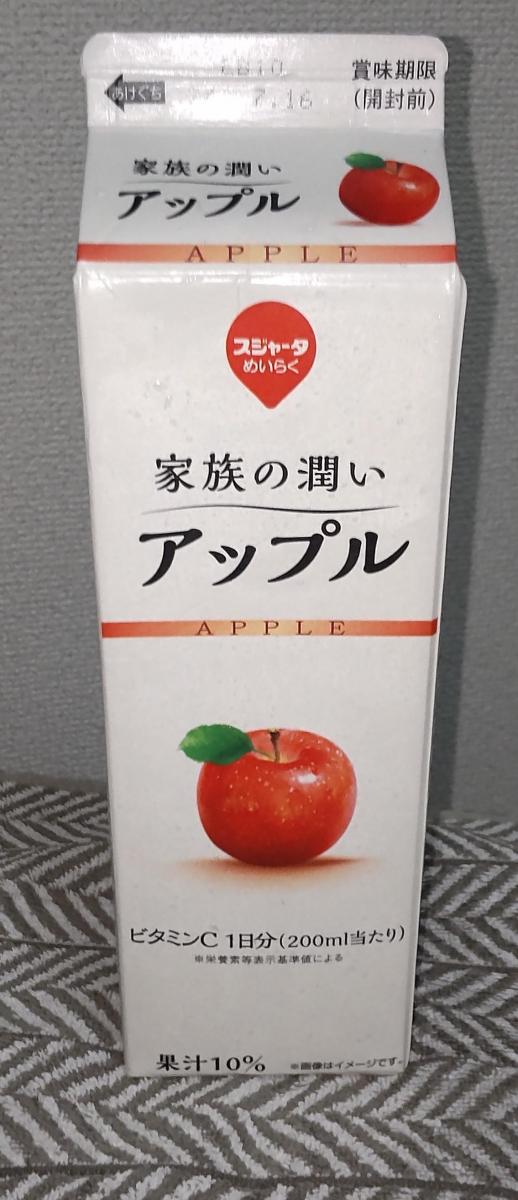 賞味期限
(開封前)
あけぐち
7.16
家族の潤い
アップル
APPLE
スジャータ
めいらく
家族の潤い
アップル
APPLE
ビタミンC 1日分(200ml当たり)
※栄養素等表示基準値による
果汁10%
※画像はイメージです。